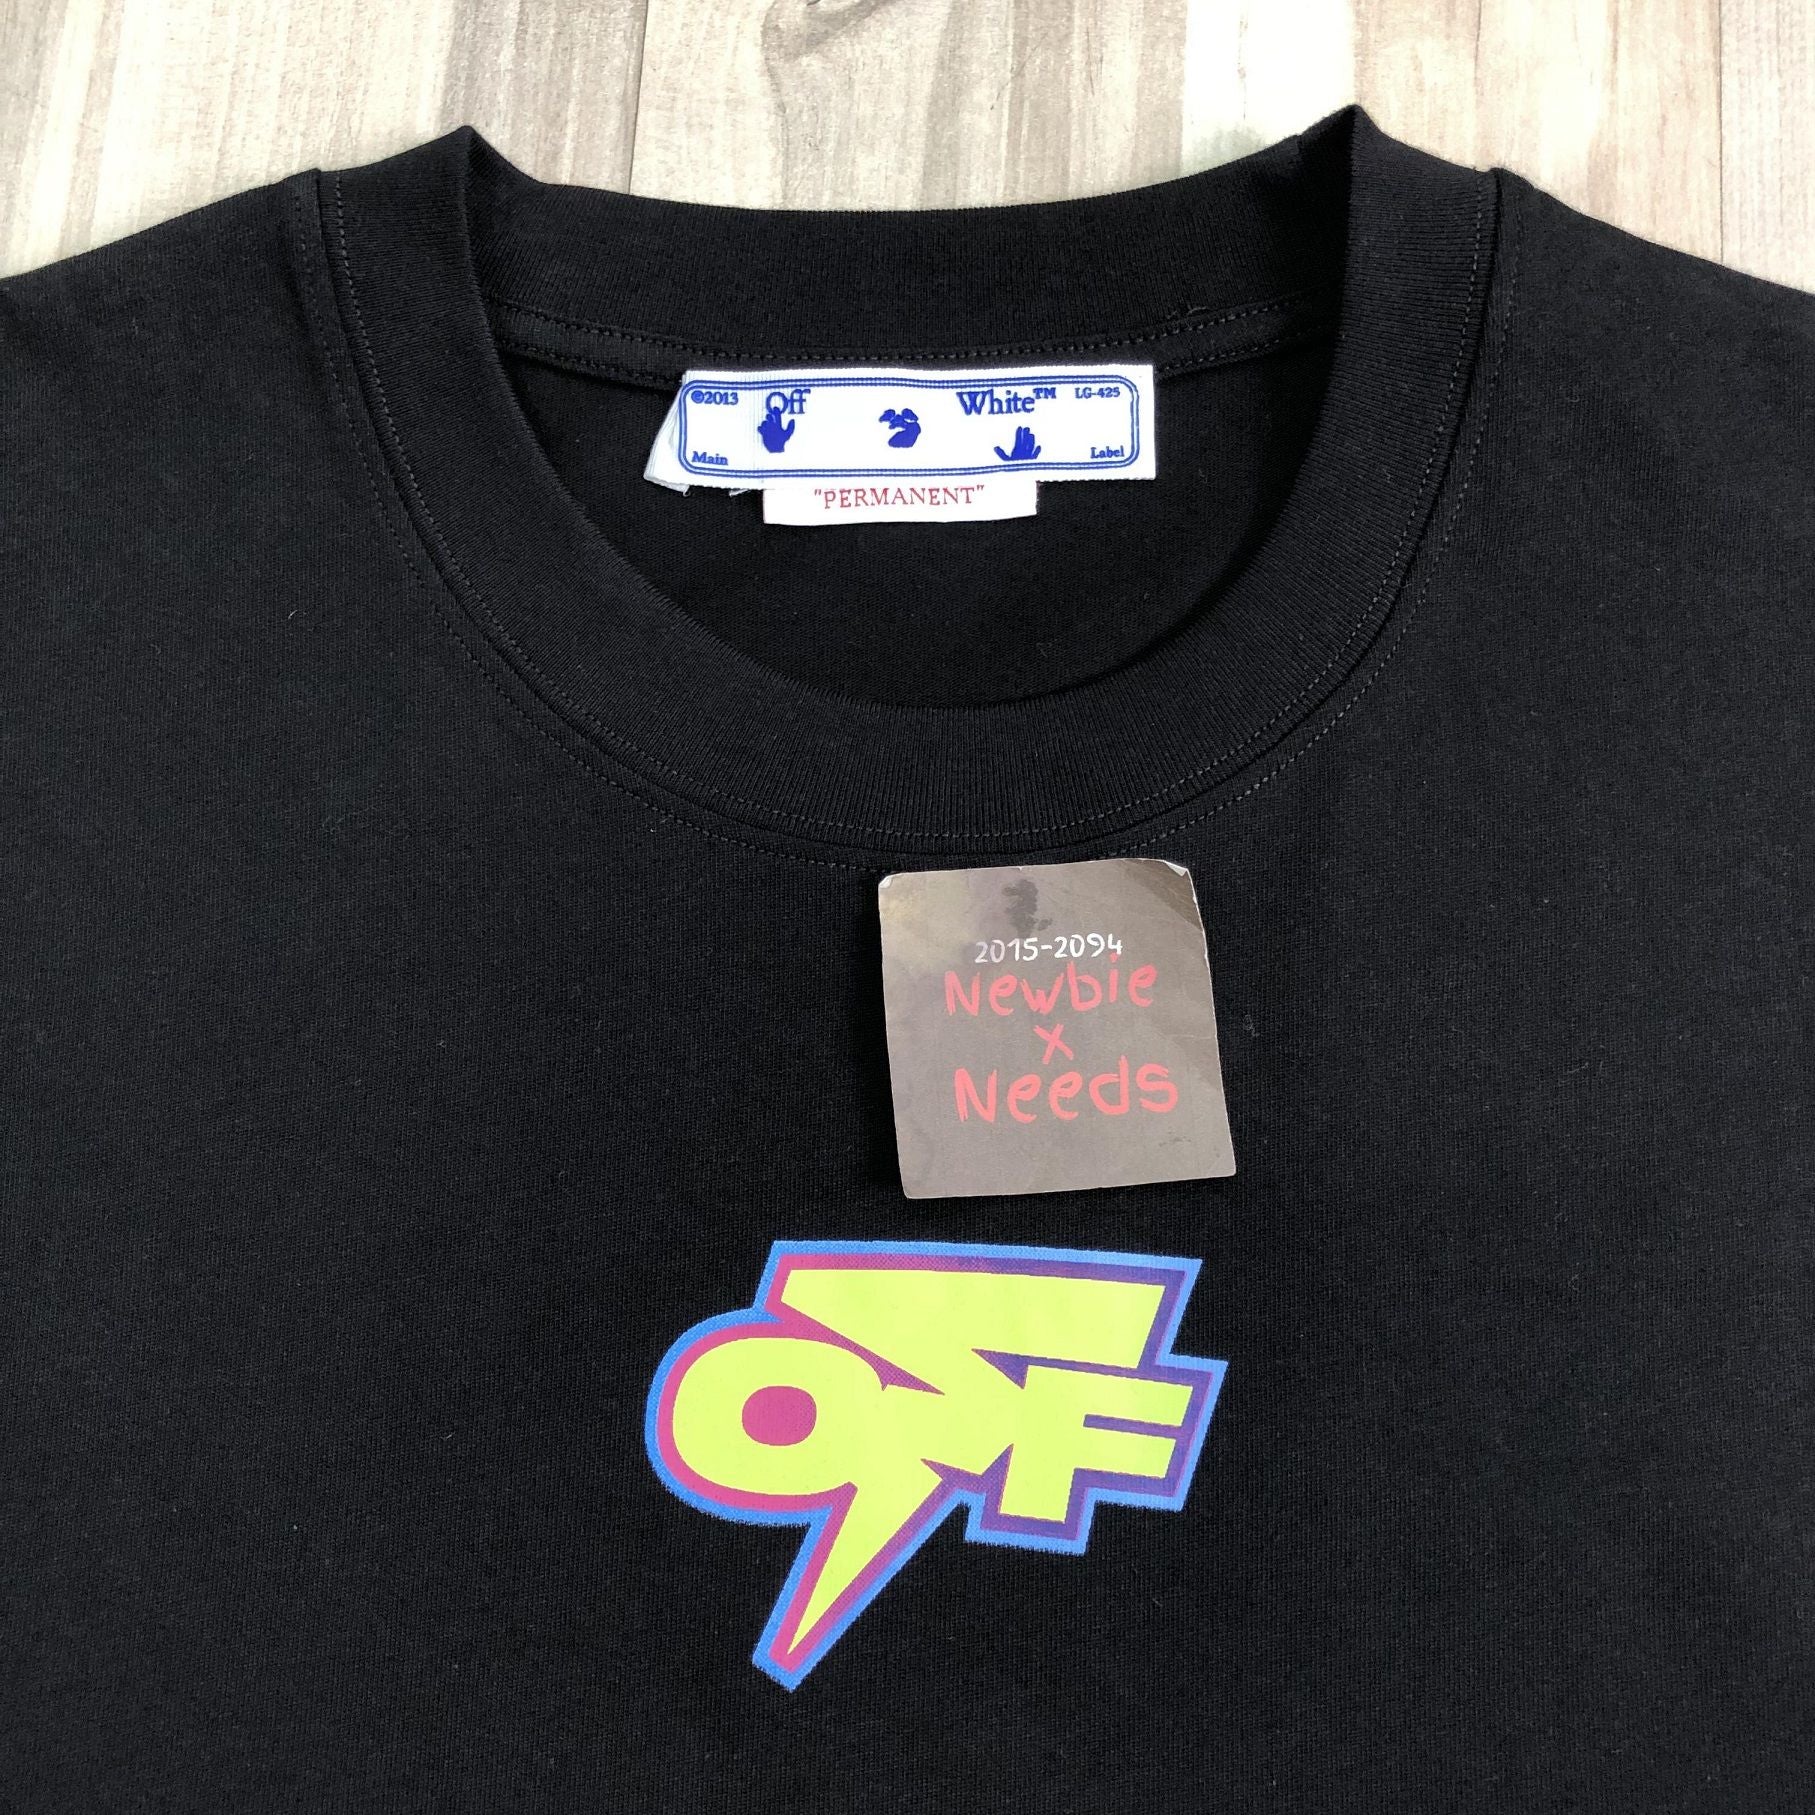 ©2013 Off White™ LG-425
Main Label
"PERMANENT"
2015-2094
Newbie
x
Needs
OFF